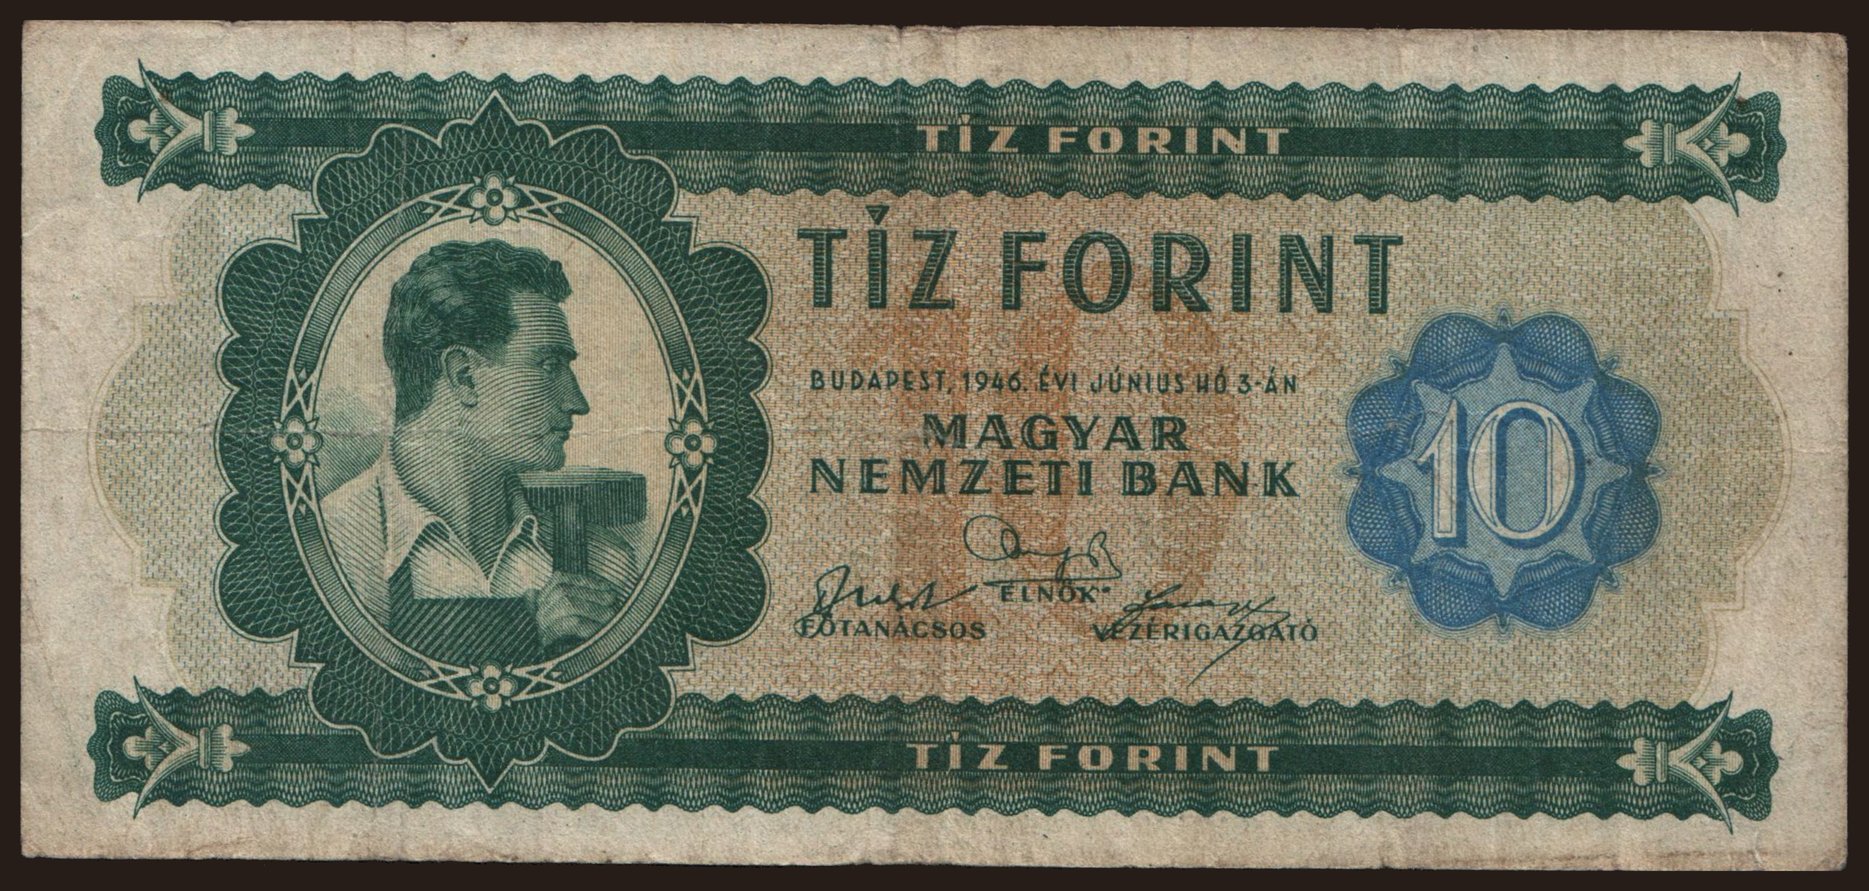 TÍZ FORINT
TÍZ FORINT
BUDAPEST, 1946. ÉVI JÚNIUS HÓ 3-ÁN
MAGYAR
NEMZETI BANK
10
ELNÖK
FŐTANÁCSOS VEZÉRIGAZGATÓ
TÍZ FORINT